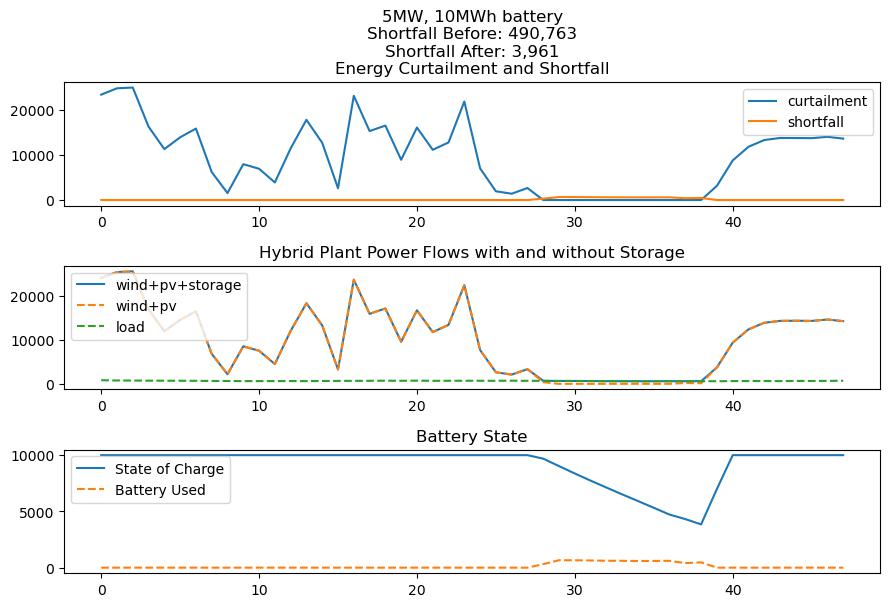 5MW, 10MWh battery
Shortfall Before: 490,763
Shortfall After: 3,961
Energy Curtailment and Shortfall
20000
10000
0
curtailment
shortfall
0 10 20 30 40
Hybrid Plant Power Flows with and without Storage
20000
10000
0
wind+pv+storage
wind+pv
load
0 10 20 30 40
Battery State
10000
5000
0
State of Charge
Battery Used
0 10 20 30 40